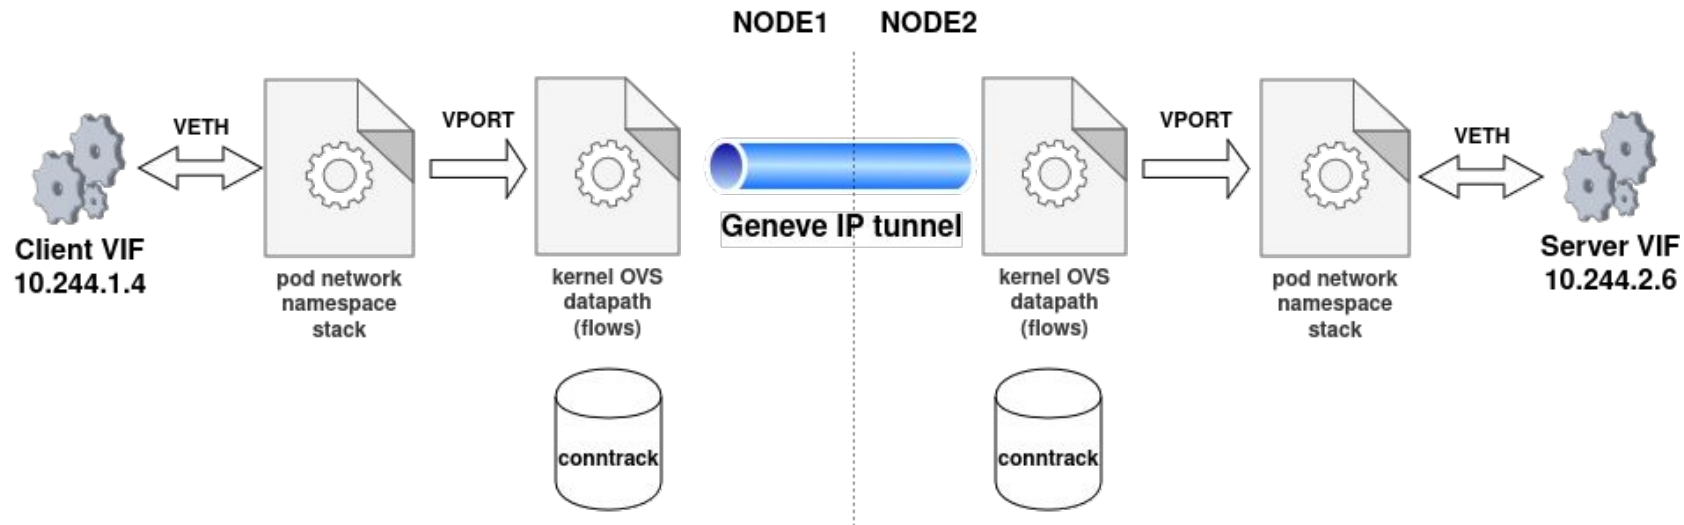 NODE1
NODE2
VETH
VPORT
VPORT
VETH
Geneve IP tunnel
Client VIF
10.244.1.4
pod network
namespace
stack
kernel OVS
datapath
(flows)
kernel OVS
datapath
(flows)
pod network
namespace
stack
Server VIF
10.244.2.6
conntrack
conntrack